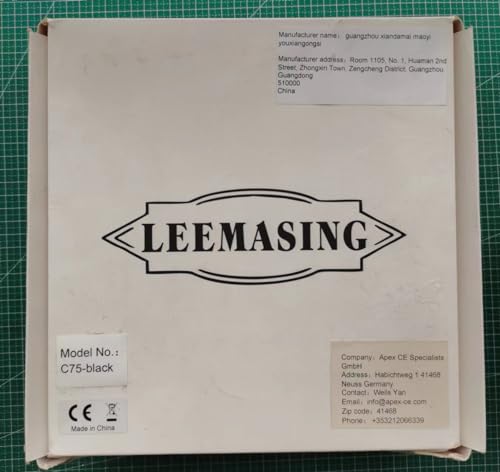 Manufacturer name： guangzhou xiandamai maoyi
youxiangongsi
Manufacturer address：Room 1105, No. 1, Huaman 2nd
Street, Zhongxin Town, Zengcheng District, Guangzhou
Guangdong
510000
China
LEEMASING
Model No.：
C75-black
CE
Made in China
Company：Apex CE Specialists
GmbH
Address：Habichtweg 1 41468
Neuss Germany
Contact：Wells Yan
Email：info@apex-ce.com
Zip code：41468
Phone：+353212066339